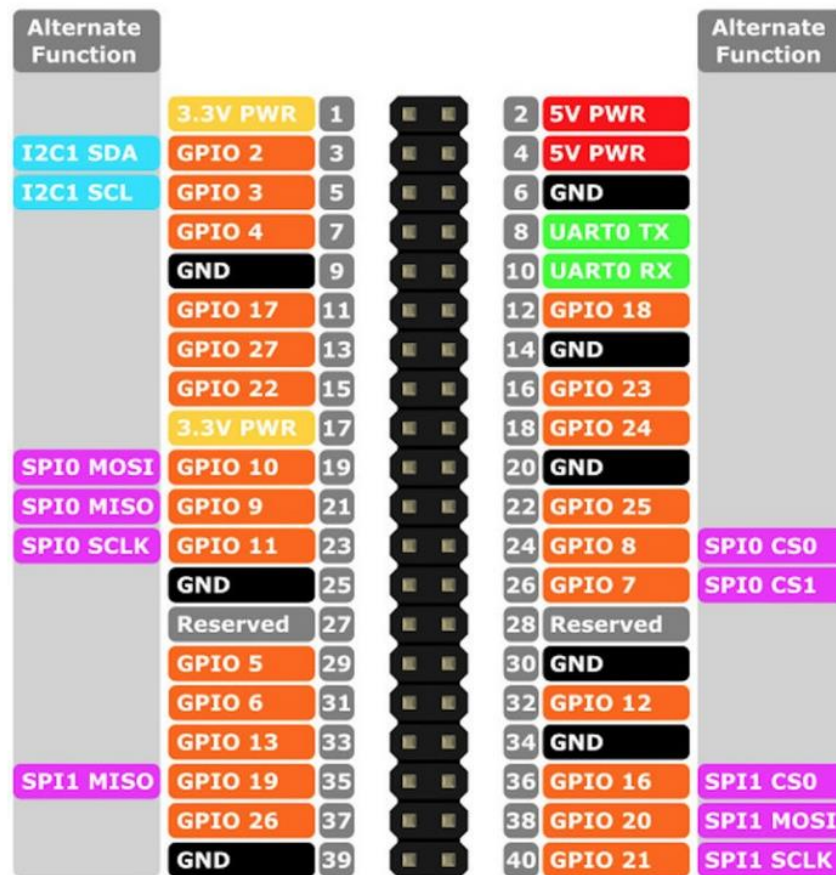 Alternate Function
Alternate Function
3.3V PWR 1 2 5V PWR
I2C1 SDA GPIO 2 3 4 5V PWR
I2C1 SCL GPIO 3 5 6 GND
GPIO 4 7 8 UART0 TX
GND 9 10 UART0 RX
GPIO 17 11 12 GPIO 18
GPIO 27 13 14 GND
GPIO 22 15 16 GPIO 23
3.3V PWR 17 18 GPIO 24
SPI0 MOSI GPIO 10 19 20 GND
SPI0 MISO GPIO 9 21 22 GPIO 25
SPI0 SCLK GPIO 11 23 24 GPIO 8 SPI0 CS0
GND 25 26 GPIO 7 SPI0 CS1
Reserved 27 28 Reserved
GPIO 5 29 30 GND
GPIO 6 31 32 GPIO 12
GPIO 13 33 34 GND
SPI1 MISO GPIO 19 35 36 GPIO 16 SPI1 CS0
GPIO 26 37 38 GPIO 20 SPI1 MOSI
GND 39 40 GPIO 21 SPI1 SCLK